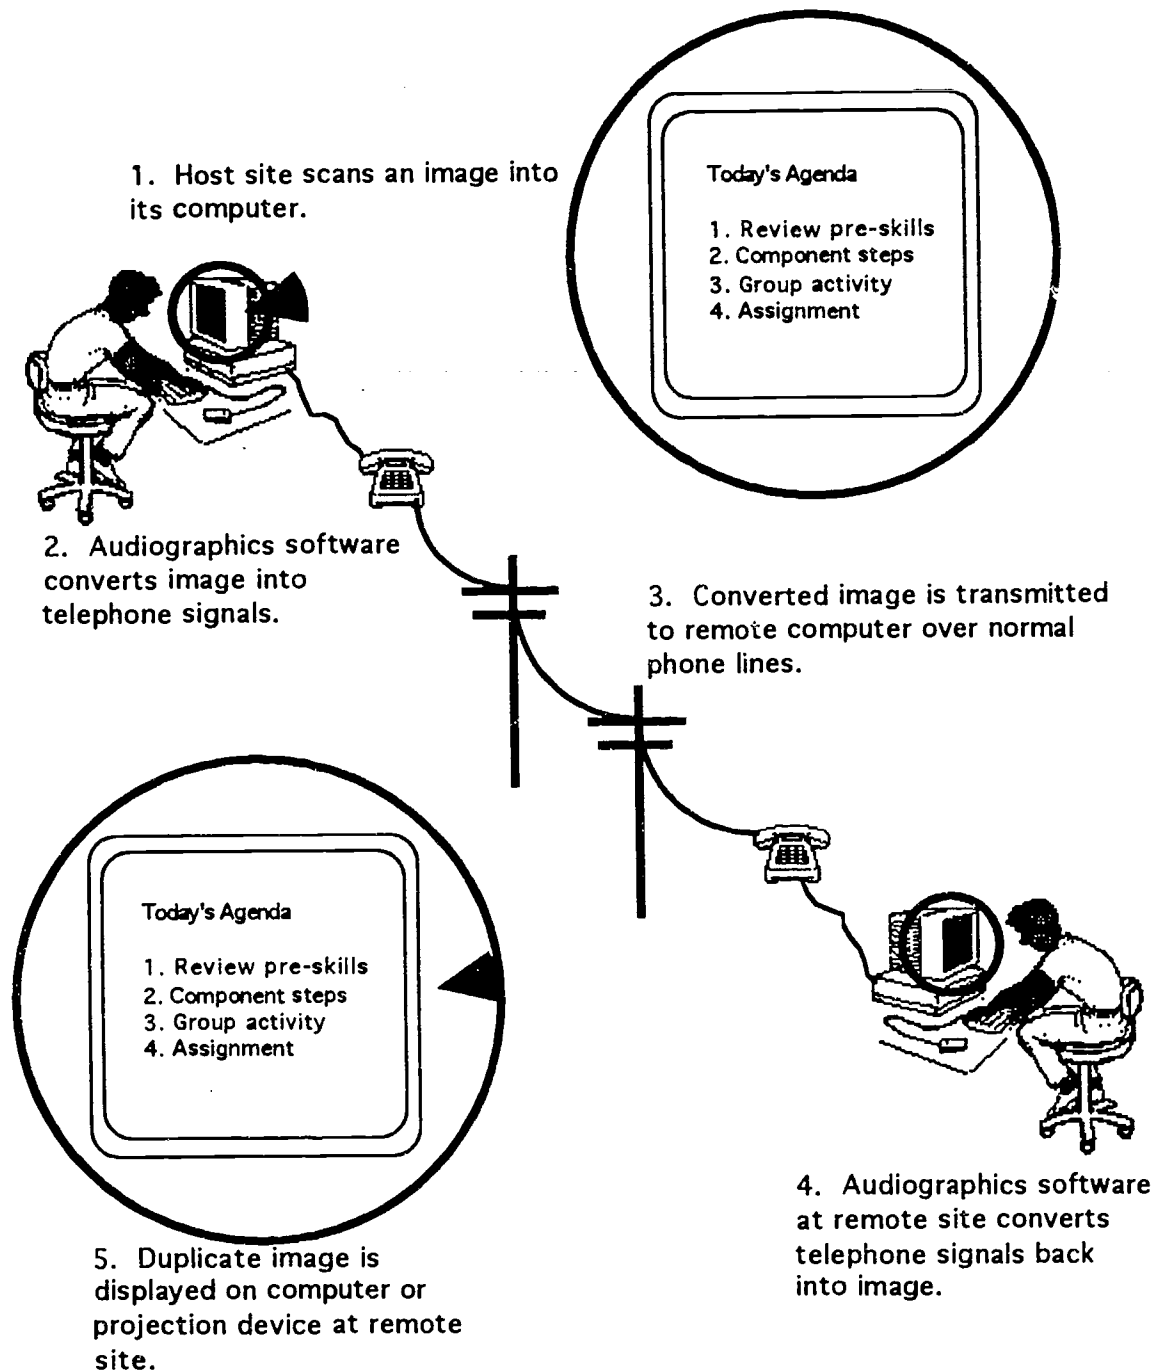 1. Host site scans an image into
its computer.
Today's Agenda
1. Review pre-skills
2. Component steps
3. Group activity
4. Assignment
2. Audiographics software
converts image into
telephone signals.
3. Converted image is transmitted
to remote computer over normal
phone lines.
Today's Agenda
1. Review pre-skills
2. Component steps
3. Group activity
4. Assignment
4. Audiographics software
at remote site converts
telephone signals back
into image.
5. Duplicate image is
displayed on computer or
projection device at remote
site.